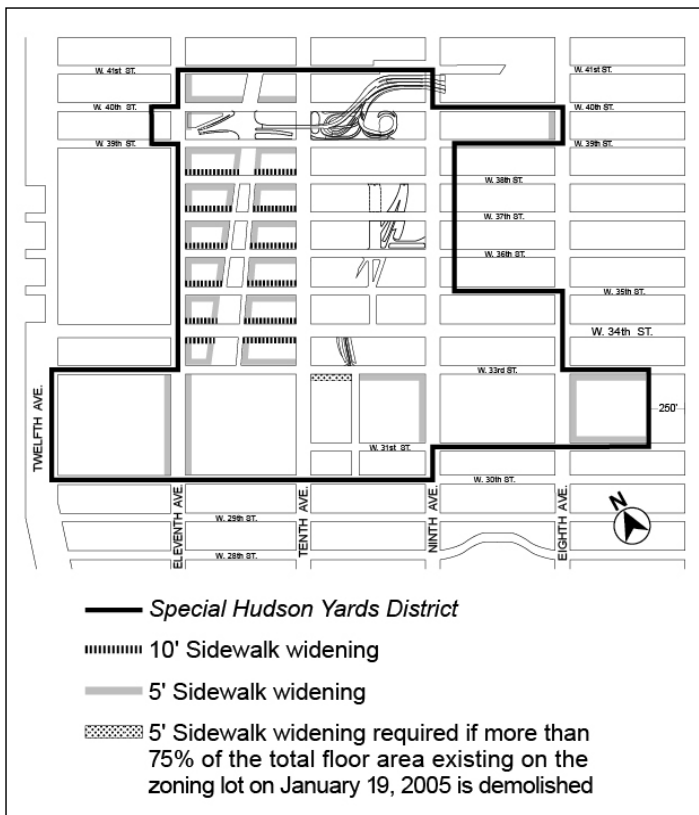 W. 41st ST.
W. 41st ST.
W. 40th ST.
W. 40th ST.
W. 39th ST.
W. 39th ST.
W. 38th ST.
W. 37th ST.
W. 36th ST.
W. 35th ST.
W. 34th ST.
W. 33rd ST.
250'
W. 31st ST.
W. 30th ST.
TWELFTH AVE.
ELEVENTH AVE.
TENTH AVE.
NINTH AVE.
EIGHTH AVE.
N
W. 29th ST.
W. 28th ST.
Special Hudson Yards District
10' Sidewalk widening
5' Sidewalk widening
5' Sidewalk widening required if more than
75% of the total floor area existing on the
zoning lot on January 19, 2005 is demolished